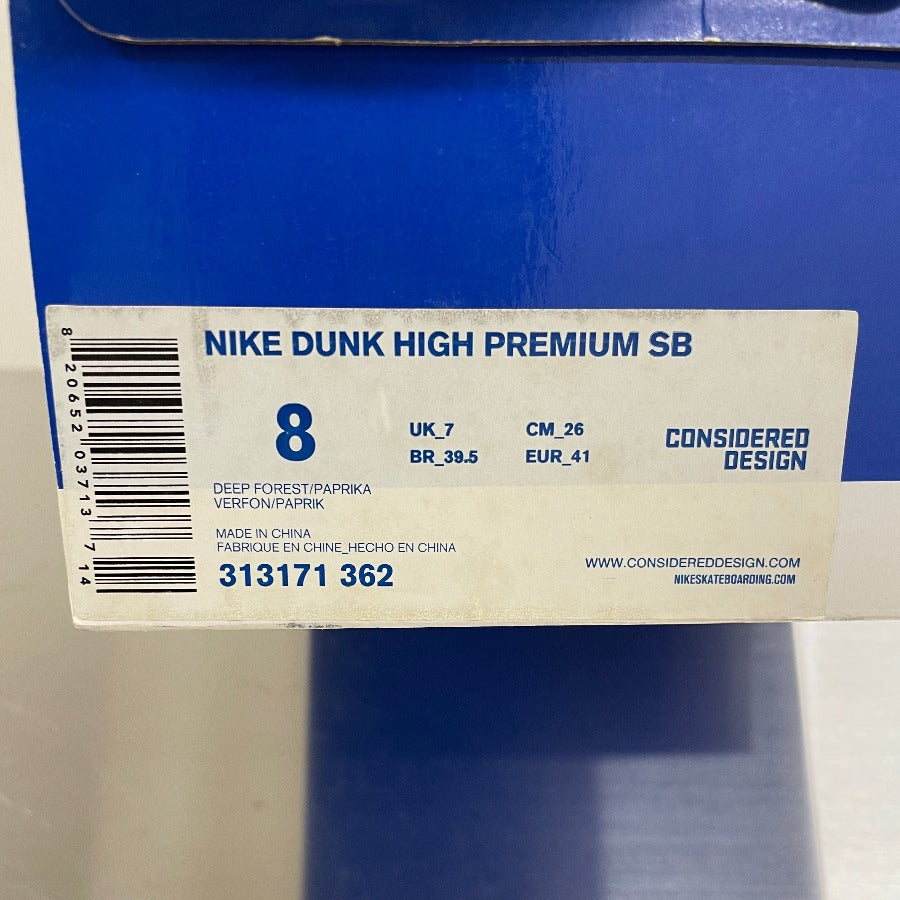 NIKE DUNK HIGH PREMIUM SB
8
UK_7 CM_26
BR_39.5 EUR_41
CONSIDERED
DESIGN
DEEP FOREST/PAPRIKA
VERFON/PAPRIK
MADE IN CHINA
FABRIQUE EN CHINE_HECHO EN CHINA
313171 362
WWW.CONSIDEREDDESIGN.COM
NIKESKATEBOARDING.COM
8 20652 03713 7 14